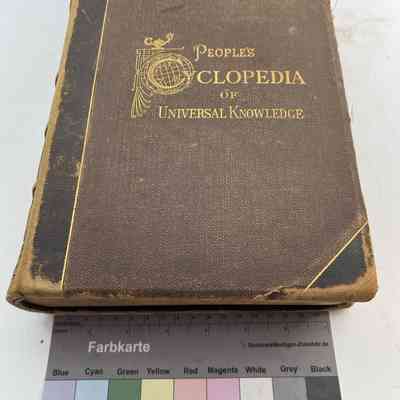 PEOPLE'S
CYCLOPEDIA
OF
UNIVERSAL KNOWLEDGE
Farbkarte
Blue Cyan Green Yellow Red Magenta White Grey Black